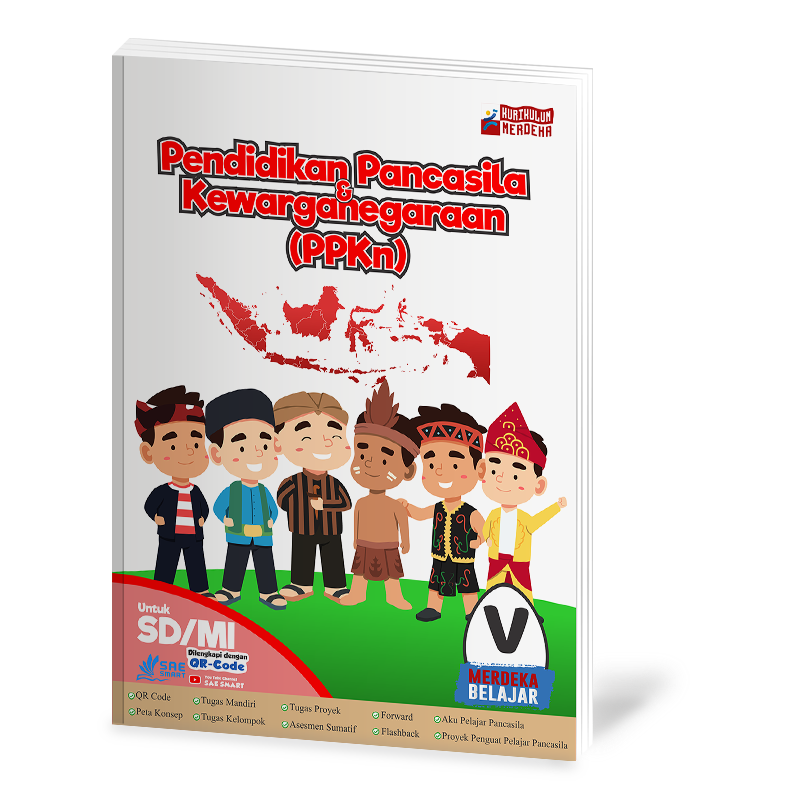 KURIKULUM
MERDEKA
Pendidikan Pancasila
&
Kewarganegaraan
(PPKn)
Untuk
SD/MI
Dilengkapi dengan
QR-Code
SAE
SMART
SAE SMART
V
MERDEKA
BELAJAR
QR Code
Tugas Mandiri
Tugas Proyek
Forward
Aku Pelajar Pancasila
Peta Konsep
Tugas Kelompok
Asesmen Sumatif
Flashback
Proyek Penguat Pelajar Pancasila